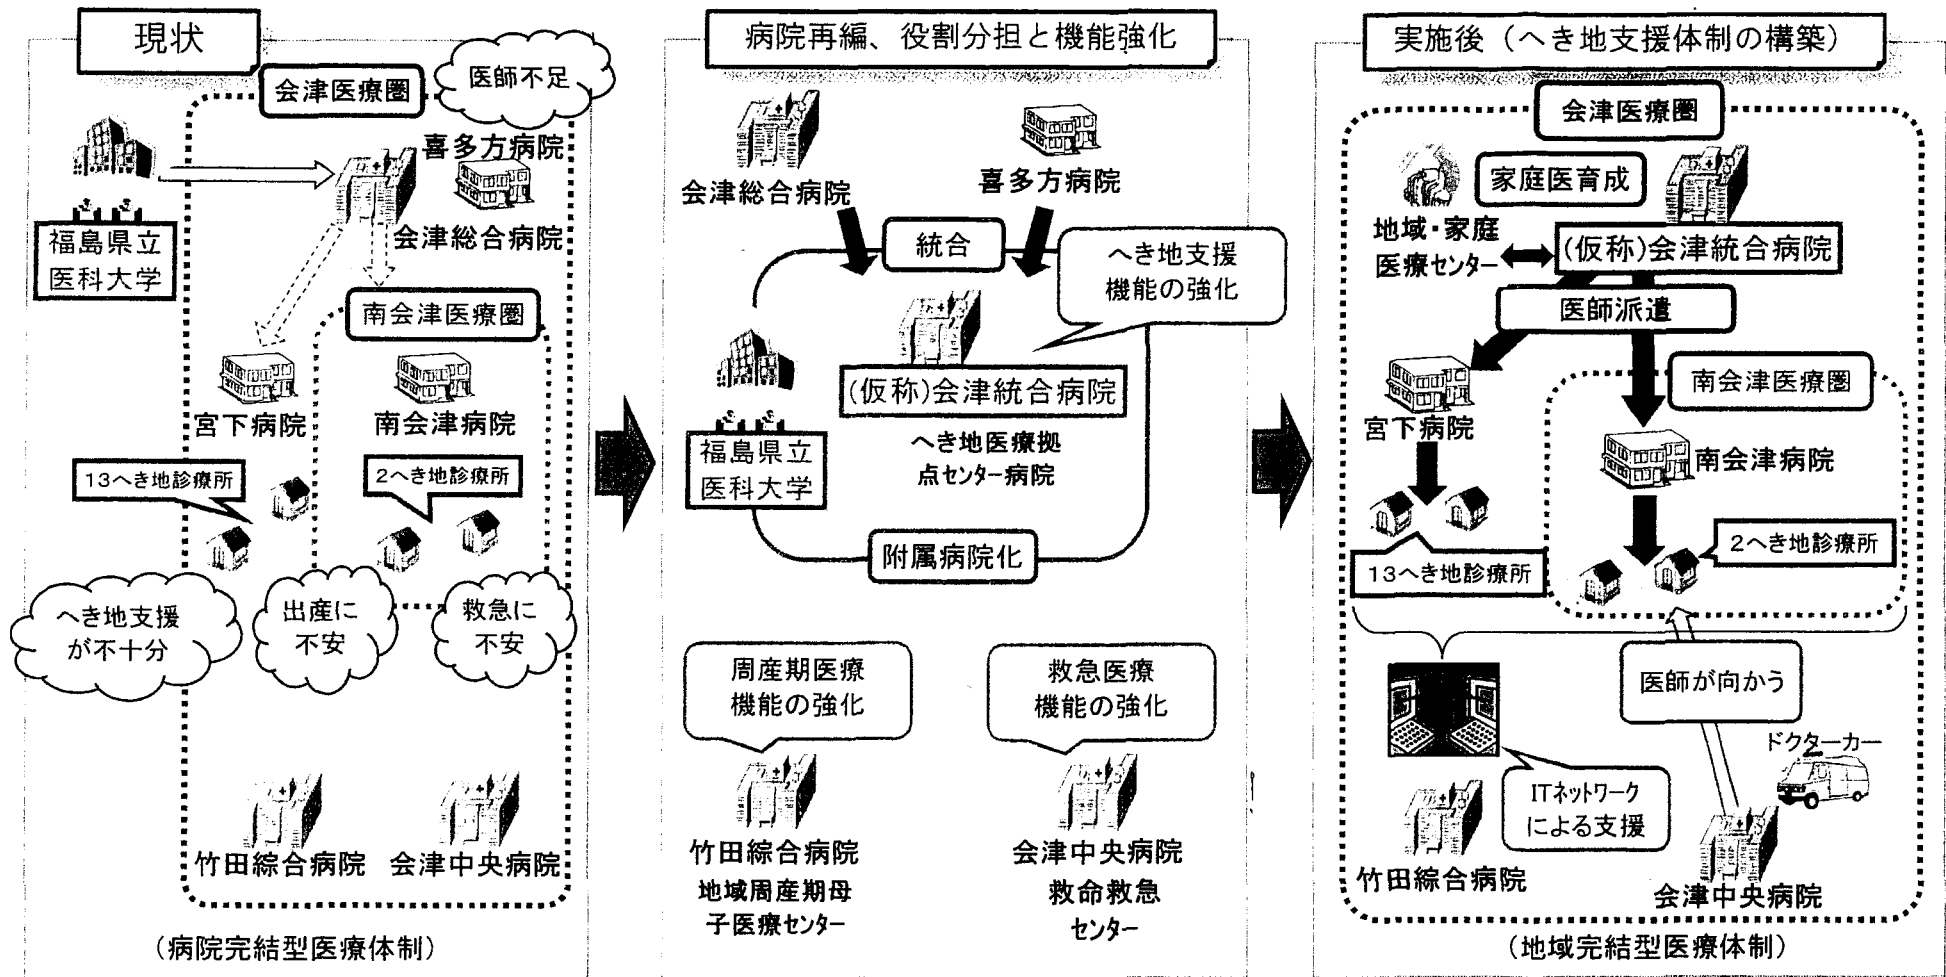 現状
医師不足
会津医療圏
喜多方病院
会津総合病院
福島県立
医科大学
南会津医療圏
宮下病院
南会津病院
13へき地診療所
2へき地診療所
へき地支援
が不十分
出産に
不安
救急に
不安
竹田綜合病院
会津中央病院
(病院完結型医療体制)
病院再編、役割分担と機能強化
会津総合病院
喜多方病院
統合
へき地支援
機能の強化
(仮称)会津統合病院
へき地医療拠
点センター病院
福島県立
医科大学
附属病院化
周産期医療
機能の強化
救急医療
機能の強化
竹田綜合病院
地域周産期母
子医療センター
会津中央病院
救命救急
センター
実施後(へき地支援体制の構築)
会津医療圏
家庭医育成
地域・家庭
医療センター
(仮称)会津統合病院
医師派遣
宮下病院
南会津医療圏
南会津病院
13へき地診療所
2へき地診療所
医師が向かう
ドクターカー
ITネットワーク
による支援
竹田綜合病院
会津中央病院
(地域完結型医療体制)